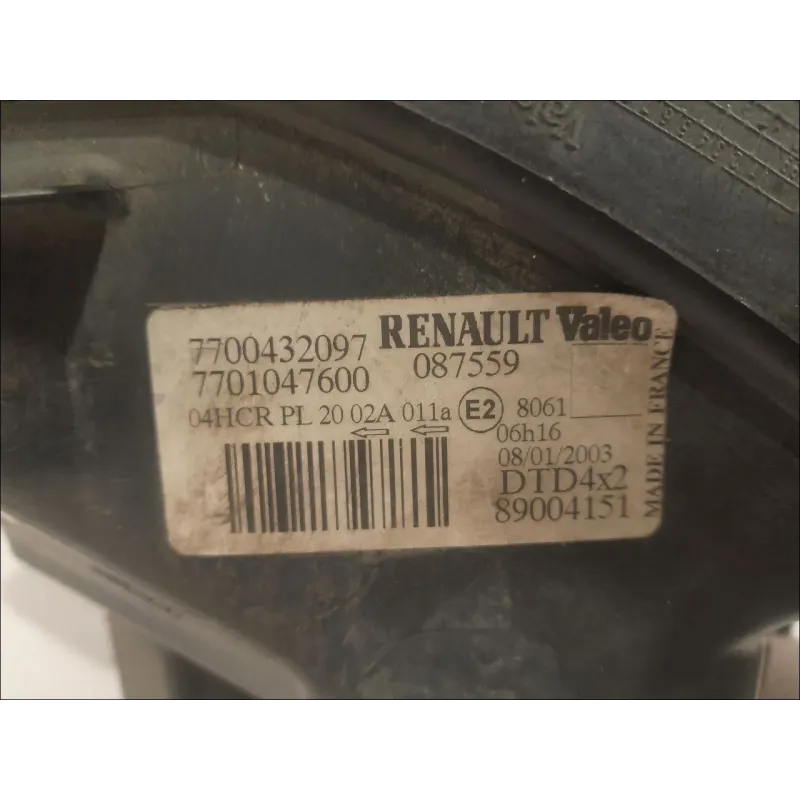 Valeo
7700432097 RENAULT Valeo
7701047600 087559
04HCR PL 20 02A 011a E2 8061
06h16
08/01/2003
DTD4x2
89004151
MADE IN FRANCE